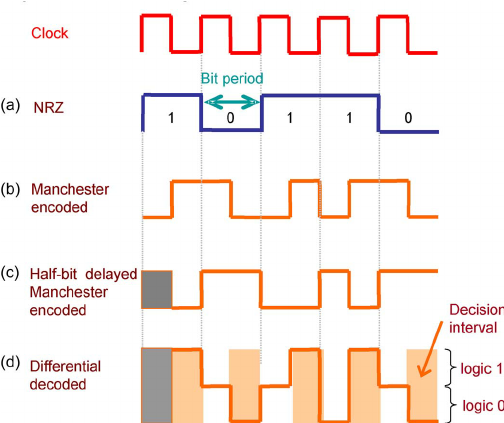 Clock
Bit period
(a) NRZ
1 0 1 1 0
(b) Manchester
encoded
(c) Half-bit delayed
Manchester
encoded
Decision
interval
(d) Differential
decoded
logic 1
logic 0